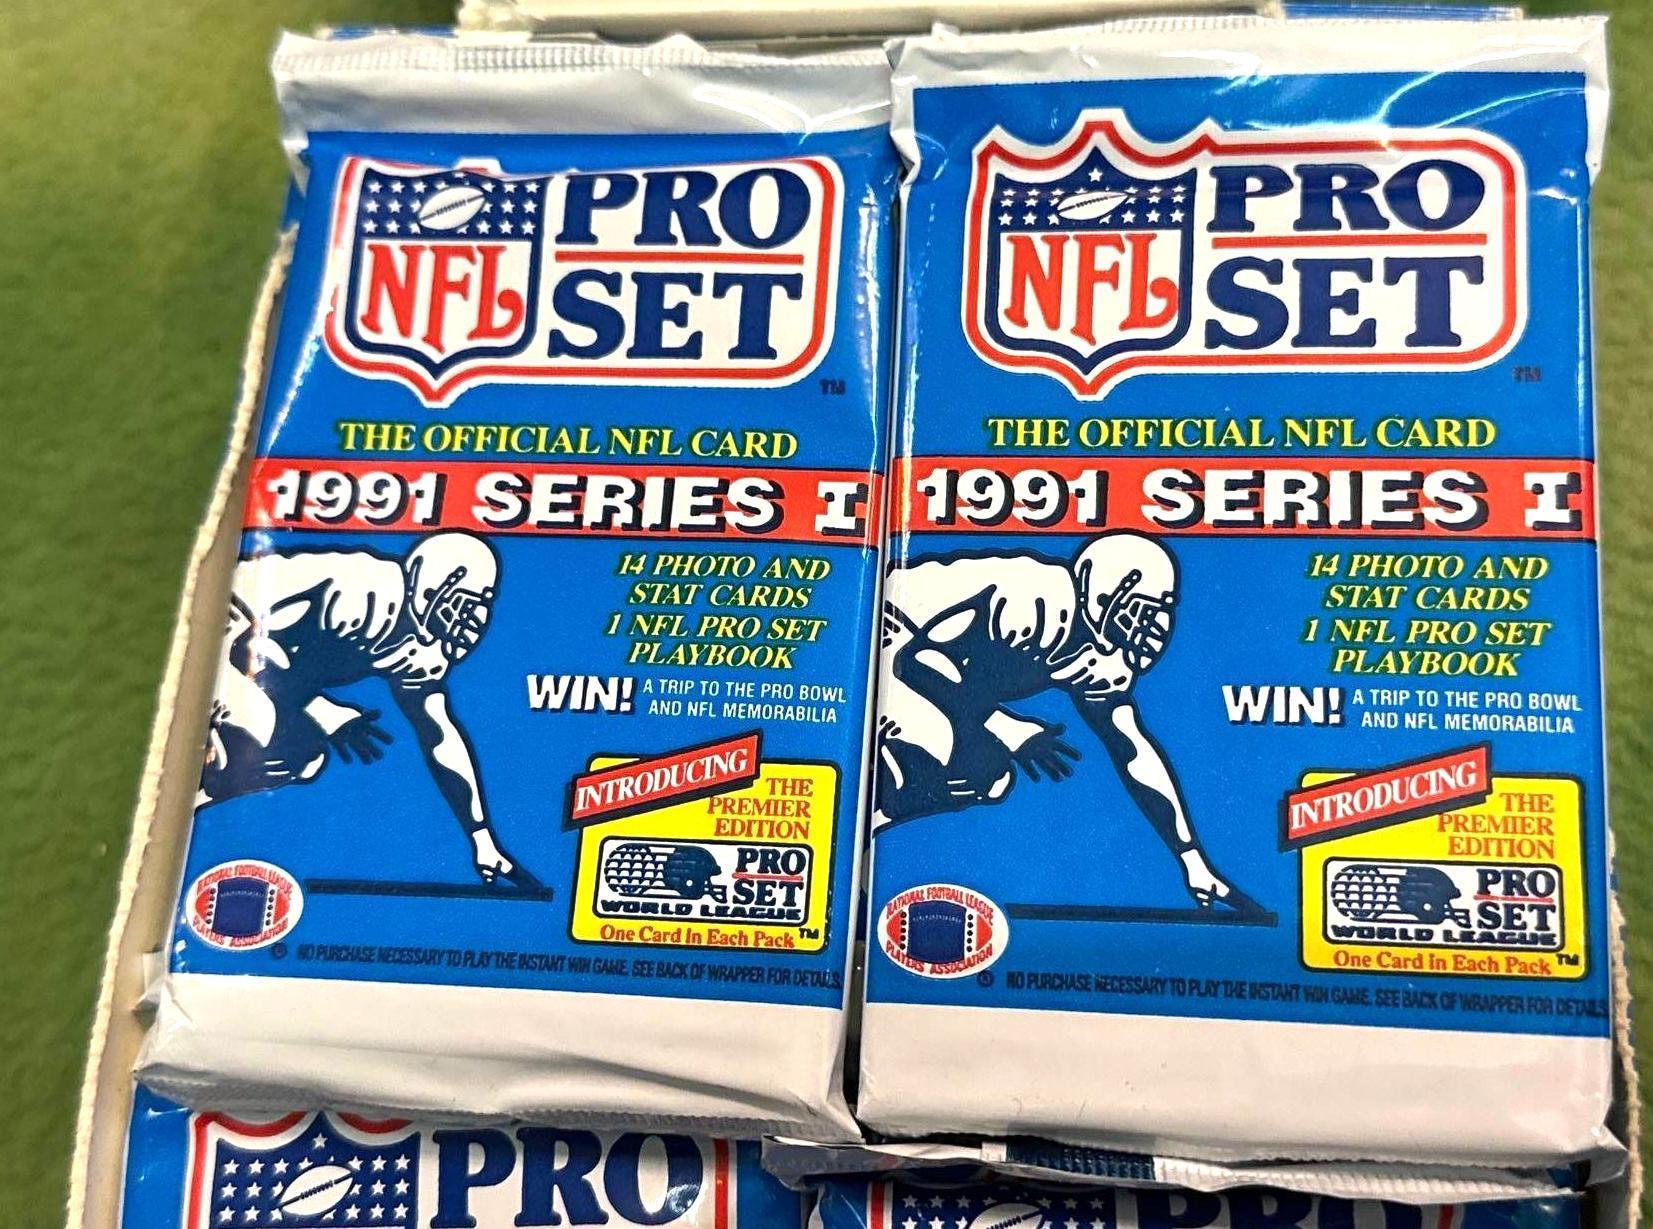 NFL PRO
SET
TM
THE OFFICIAL NFL CARD
1991 SERIES I
14 PHOTO AND
STAT CARDS
1 NFL PRO SET
PLAYBOOK
WIN! A TRIP TO THE PRO BOWL
AND NFL MEMORABILIA
INTRODUCING
THE
PREMIER
EDITION
PRO
SET
WORLD LEAGUE
One Card In Each Pack TM
NATIONAL FOOTBALL LEAGUE
PLAYERS ASSOCIATION
NO PURCHASE NECESSARY TO PLAY THE INSTANT WIN GAME. SEE BACK OF WRAPPER FOR DETAILS.
NFL PRO
SET
TM
THE OFFICIAL NFL CARD
1991 SERIES I
14 PHOTO AND
STAT CARDS
1 NFL PRO SET
PLAYBOOK
WIN! A TRIP TO THE PRO BOWL
AND NFL MEMORABILIA
INTRODUCING
THE
PREMIER
EDITION
PRO
SET
WORLD LEAGUE
One Card In Each Pack TM
NATIONAL FOOTBALL LEAGUE
PLAYERS ASSOCIATION
NO PURCHASE NECESSARY TO PLAY THE INSTANT WIN GAME. SEE BACK OF WRAPPER FOR DETAILS.
PRO
PRO